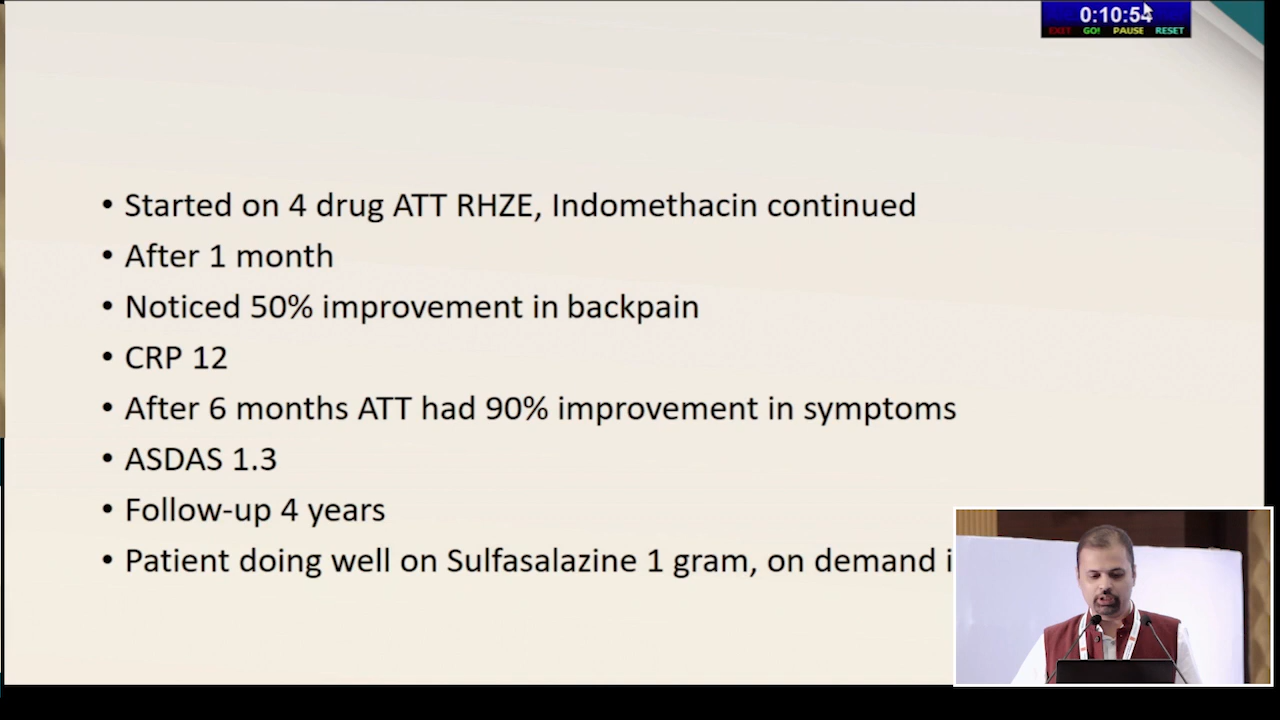 0:10:54
EXIT GO! PAUSE RESET
• Started on 4 drug ATT RHZE, Indomethacin continued
• After 1 month
• Noticed 50% improvement in backpain
• CRP 12
• After 6 months ATT had 90% improvement in symptoms
• ASDAS 1.3
• Follow-up 4 years
• Patient doing well on Sulfasalazine 1 gram, on demand